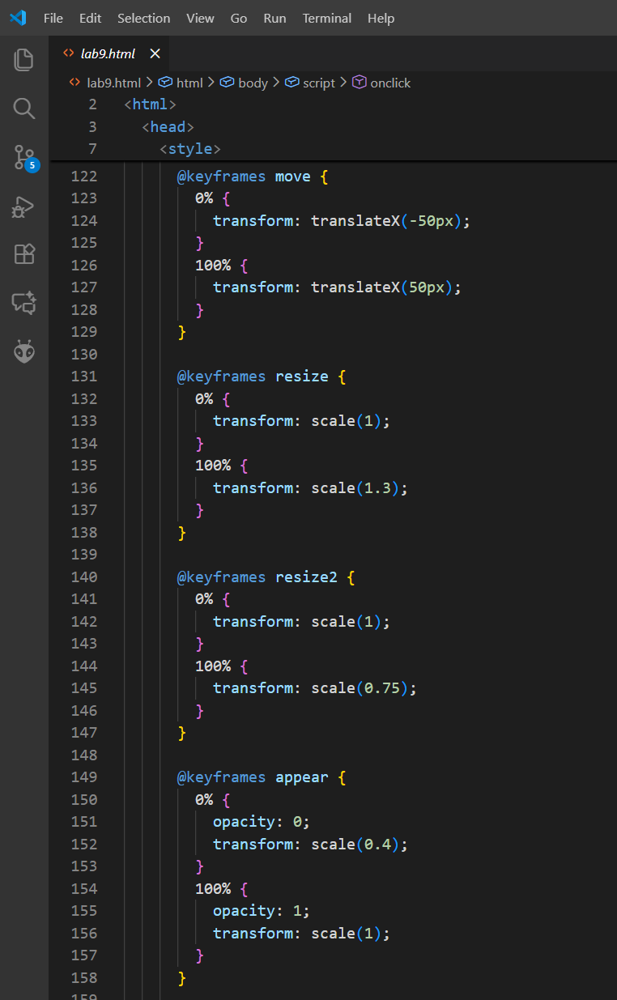 File Edit Selection View Go Run Terminal Help
lab9.html
lab9.html > html > body > script > onclick
2 <html>
3 <head>
7 <style>
5
122 @keyframes move {
123 0% {
124 transform: translateX(-50px);
125 }
126 100% {
127 transform: translateX(50px);
128 }
129 }
130
131 @keyframes resize {
132 0% {
133 transform: scale(1);
134 }
135 100% {
136 transform: scale(1.3);
137 }
138 }
139
140 @keyframes resize2 {
141 0% {
142 transform: scale(1);
143 }
144 100% {
145 transform: scale(0.75);
146 }
147 }
148
149 @keyframes appear {
150 0% {
151 opacity: 0;
152 transform: scale(0.4);
153 }
154 100% {
155 opacity: 1;
156 transform: scale(1);
157 }
158 }
159